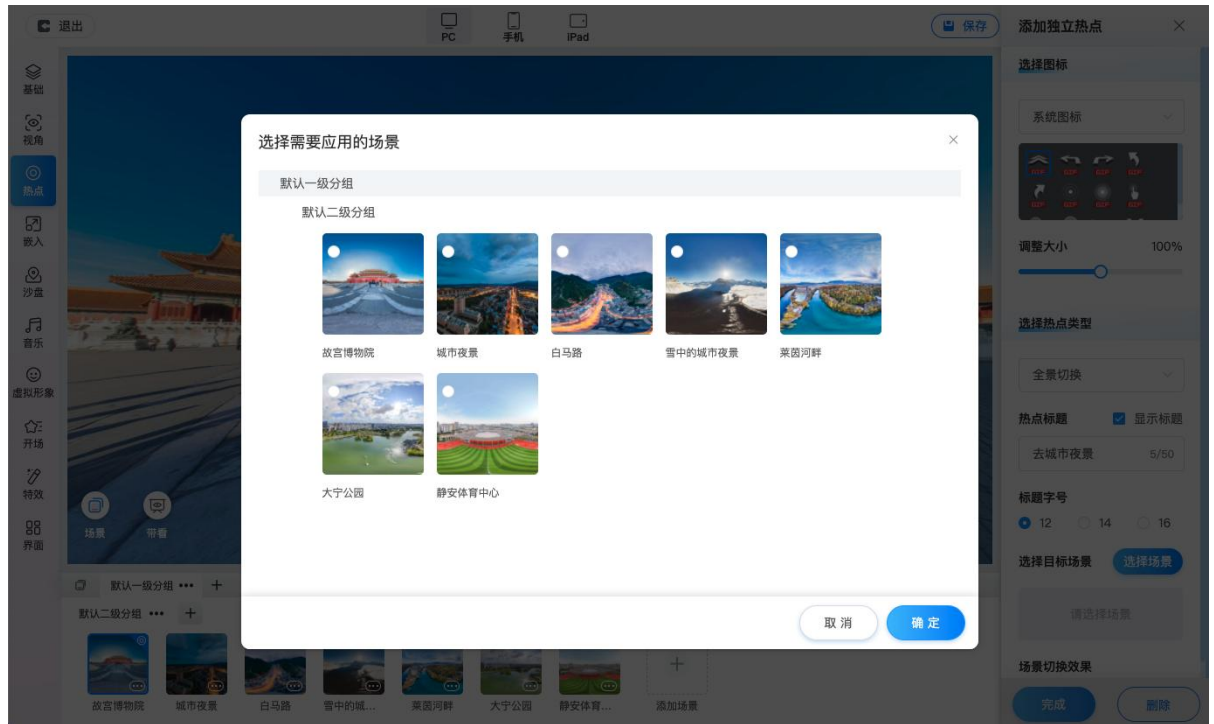 退出
PC
手机
iPad
保存
添加独立热点
基础
视角
热点
嵌入
沙盘
音乐
虚拟形象
开场
特效
界面
场景
带看
选择需要应用的场景
默认一级分组
默认二级分组
故宫博物院
城市夜景
白马路
雪中的城市夜景
莱茵河畔
大宁公园
静安体育中心
取消
确定
选择图标
系统图标
GIF GIF GIF GIF
GIF GIF GIF GIF
调整大小 100%
选择热点类型
全景切换
热点标题 显示标题
去城市夜景 5/50
标题字号
12 14 16
选择目标场景 选择场景
请选择场景
场景切换效果
完成 删除
默认一级分组 ••• +
默认二级分组 ••• +
故宫博物院 城市夜景 白马路 雪中的城... 莱茵河畔 大宁公园 静安体育... 添加场景